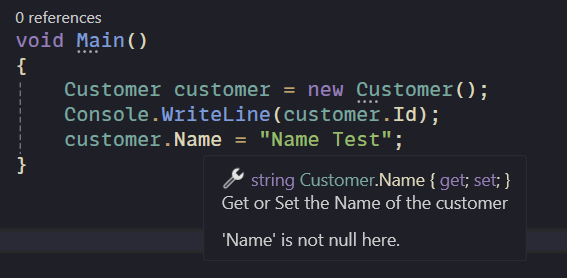 0 references
void Main()
{
Customer customer = new Customer();
Console.WriteLine(customer.Id);
customer.Name = "Name Test";
}
string Customer.Name { get; set; }
Get or Set the Name of the customer
'Name' is not null here.